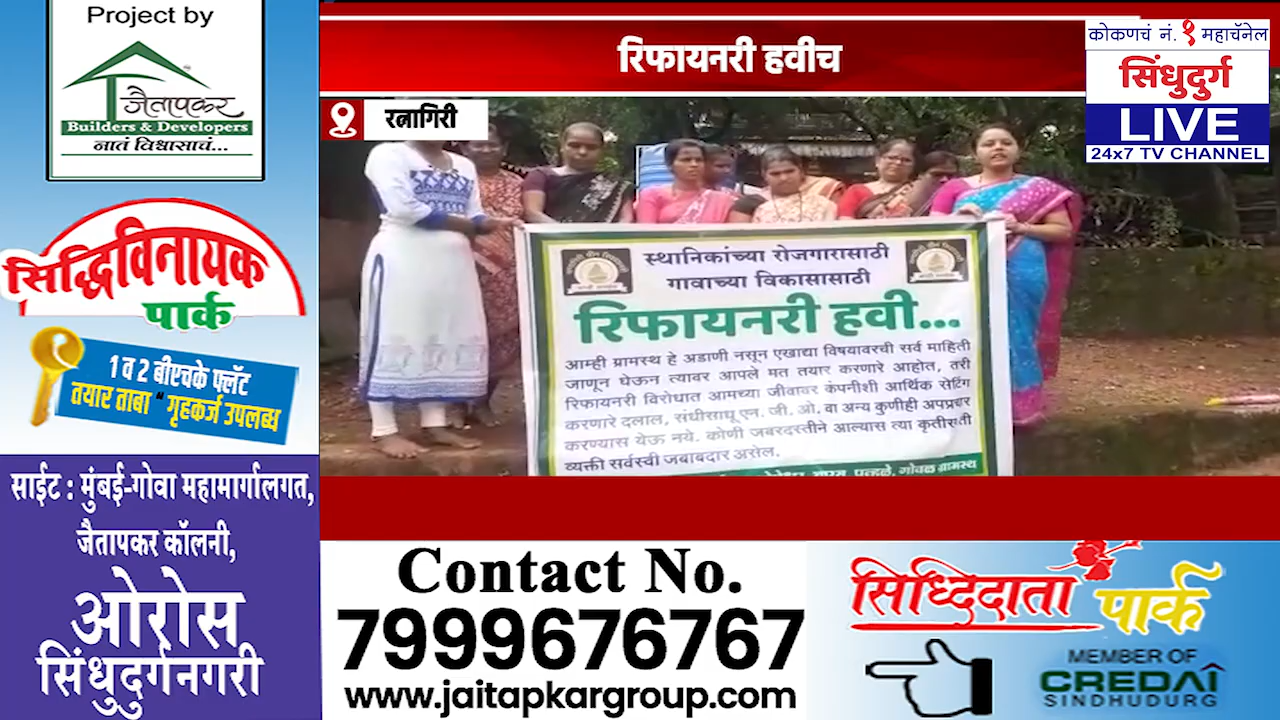 Project by
जैतापकर
Builders & Developers
नातं विश्वासाचं...
सिद्धिविनायक
पार्क
1 व 2 बीएचके फ्लॅट
तयार ताबा " गृहकर्ज उपलब्ध
साईट : मुंबई-गोवा महामार्गालगत,
जैतापकर कॉलनी,
ओरोस
सिंधुदुर्गनगरी
रिफायनरी हवीच
रत्नागिरी
कोकणचं नं. १ महाचॅनेल
सिंधुदुर्ग
LIVE
24x7 TV CHANNEL
स्थानिकांच्या रोजगारासाठी
गावाच्या विकासासाठी
रिफायनरी हवी...
आम्ही ग्रामस्थ हे अडाणी नसून एखाद्या विषयावरची सर्व माहिती
जाणून घेऊन त्यावर आपले मत तयार करणारे आहोत, तरी
रिफायनरी विरोधात आमच्या जीवावर कंपनीशी आर्थिक सेटिंग
करणारे दलाल, संधीसाधू एन. जी. ओ. वा अन्य कुणीही अपप्रचार
करण्यास येऊ नये. कोणी जबरदस्तीने आल्यास त्या कृतीसाठी
व्यक्ती सर्वस्वी जबाबदार असेल.
गोवळ ग्रामस्थ
Contact No.
7999676767
www.jaitapkargroup.com
सिध्दिदाता
पार्क
MEMBER OF
CREDAI
SINDHUDURG